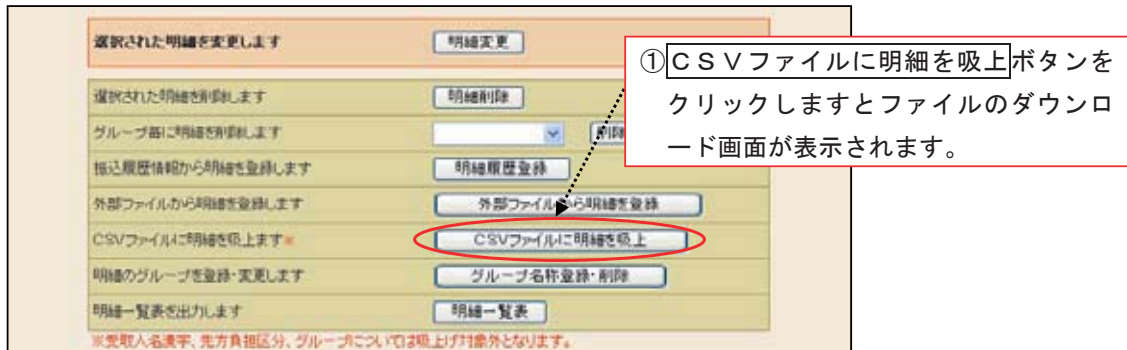 選択された明細を変更します 明細変更
①CSVファイルに明細を吸上ボタンを
クリックしますとファイルのダウンロ
ード画面が表示されます。
選択された明細を削除します 明細削除
グループ毎に明細を削除します 削除
振込履歴情報から明細を登録します 明細履歴登録
外部ファイルから明細を登録します 外部ファイルから明細を登録
CSVファイルに明細を吸上ます※ CSVファイルに明細を吸上
明細のグループを登録・変更します グループ名称登録・削除
明細一覧表を出力します 明細一覧表
※受取人名漢字、先方負担区分、グループについては吸上げ対象外となります。